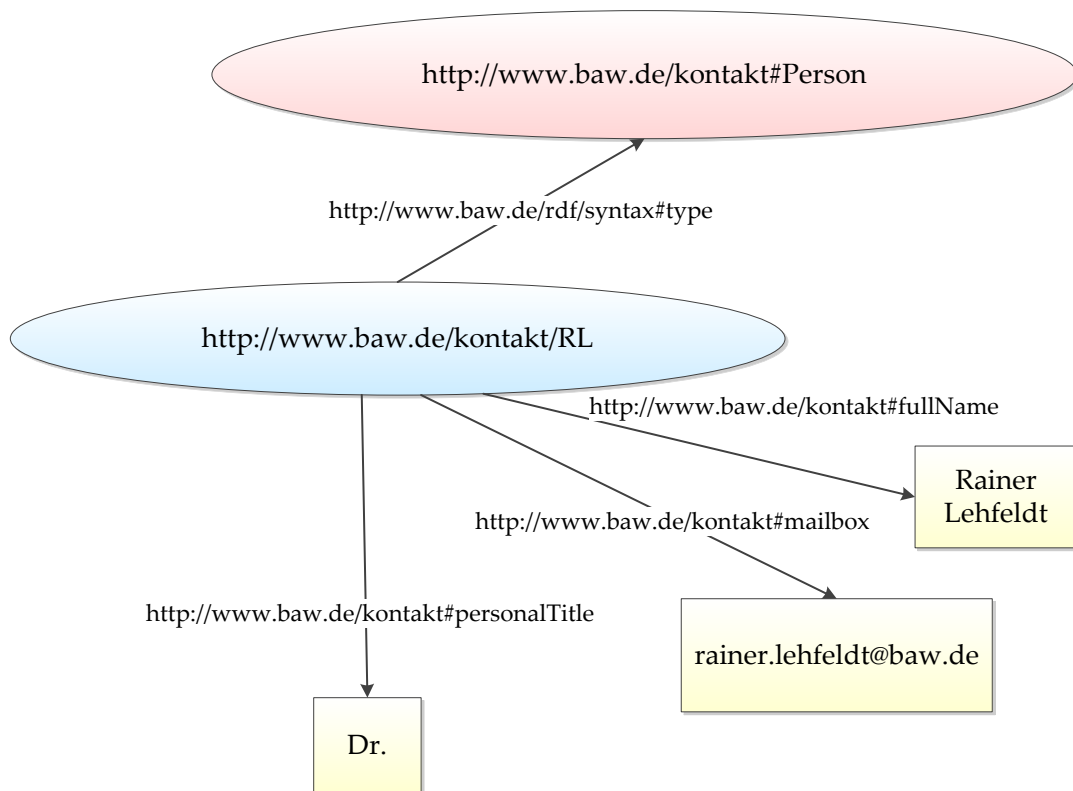 http://www.baw.de/kontakt#Person
http://www.baw.de/rdf/syntax#type
http://www.baw.de/kontakt/RL
http://www.baw.de/kontakt#fullName
Rainer
Lehfeldt
http://www.baw.de/kontakt#mailbox
http://www.baw.de/kontakt#personalTitle
rainer.lehfeldt@baw.de
Dr.